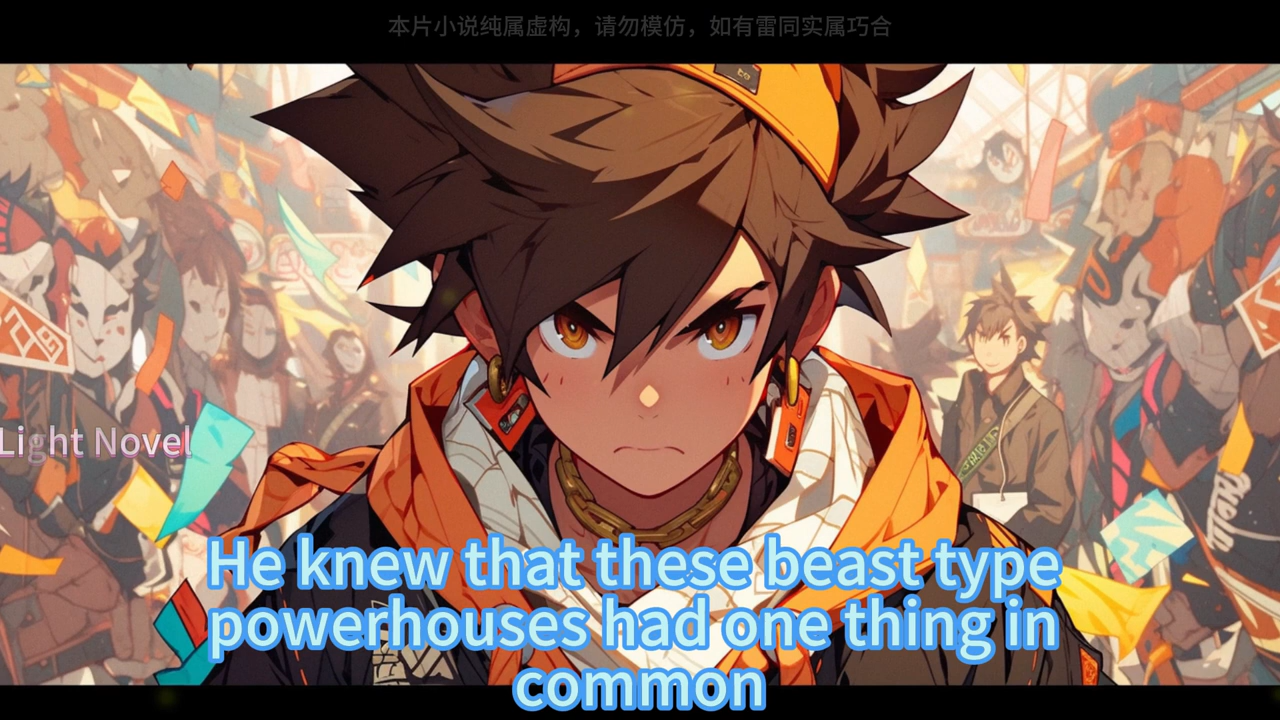 本片小说纯属虚构，请勿模仿，如有雷同实属巧合
Light Novel
He knew that these beast type
powerhouses had one thing in
common